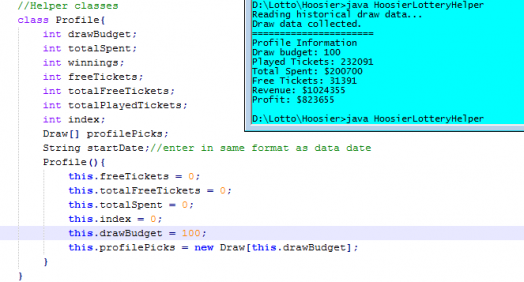 //Helper classes
class Profile{
int drawBudget;
int totalSpent;
int winnings;
int freeTickets;
int totalFreeTickets;
int totalPlayedTickets;
int index;
Draw[] profilePicks;
String startDate;//enter in same format as data date
Profile(){
this.freeTickets = 0;
this.totalFreeTickets = 0;
this.totalSpent = 0;
this.index = 0;
this.drawBudget = 100;
this.profilePicks = new Draw[this.drawBudget];
}
}
D:\Lotto\Hoosier>java HoosierLotteryHelper
Reading historical draw data...
Draw data collected.
======================
Profile Information
Draw budget: 100
Played Tickets: 232091
Total Spent: $200700
Free Tickets: 31391
Revenue: $1024355
Profit: $823655
D:\Lotto\Hoosier>java HoosierLotteryHelper